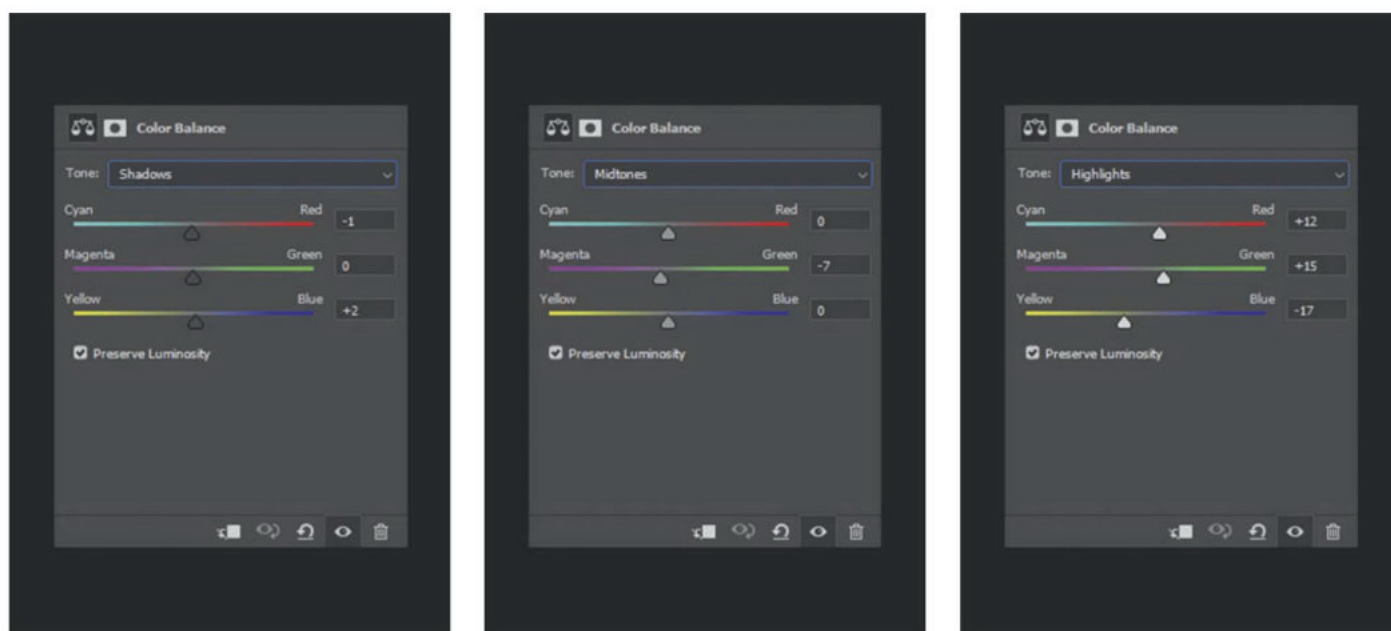 Color Balance
Tone: Shadows
Cyan Red -1
Magenta Green 0
Yellow Blue +2
Preserve Luminosity
Color Balance
Tone: Midtones
Cyan Red 0
Magenta Green -7
Yellow Blue 0
Preserve Luminosity
Color Balance
Tone: Highlights
Cyan Red +12
Magenta Green +15
Yellow Blue -17
Preserve Luminosity